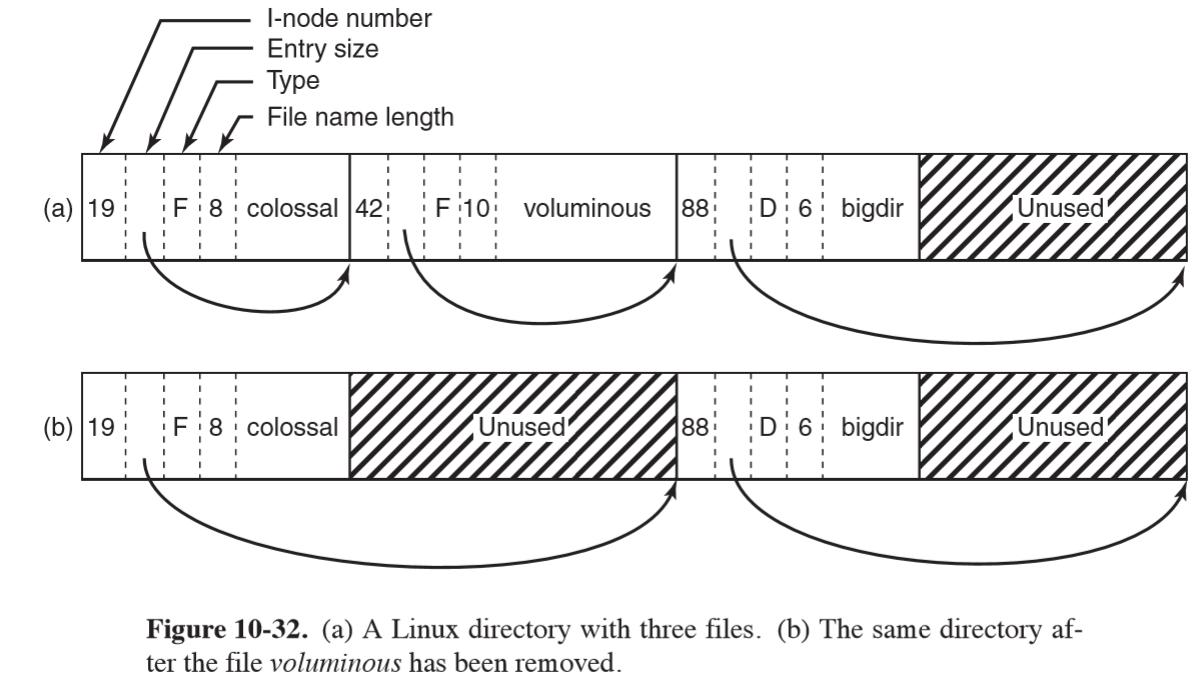 I-node number
Entry size
Type
File name length
(a) 19 F 8 colossal 42 F 10 voluminous 88 D 6 bigdir Unused
(b) 19 F 8 colossal Unused 88 D 6 bigdir Unused
Figure 10-32. (a) A Linux directory with three files. (b) The same directory af-
ter the file voluminous has been removed.